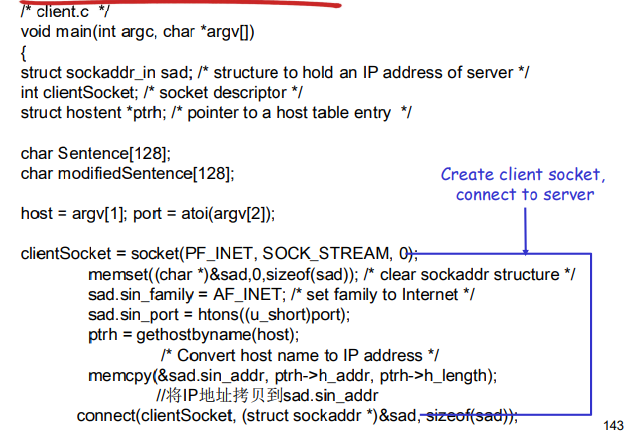 /* client.c */
void main(int argc, char *argv[])
{
struct sockaddr_in sad; /* structure to hold an IP address of server */
int clientSocket; /* socket descriptor */
struct hostent *ptrh; /* pointer to a host table entry */
char Sentence[128];
char modifiedSentence[128];
Create client socket,
connect to server
host = argv[1]; port = atoi(argv[2]);
clientSocket = socket(PF_INET, SOCK_STREAM, 0);
memset((char *)&sad,0,sizeof(sad)); /* clear sockaddr structure */
sad.sin_family = AF_INET; /* set family to Internet */
sad.sin_port = htons((u_short)port);
ptrh = gethostbyname(host);
/* Convert host name to IP address */
memcpy(&sad.sin_addr, ptrh->h_addr, ptrh->h_length);
//将IP地址拷贝到sad.sin_addr
connect(clientSocket, (struct sockaddr *)&sad, sizeof(sad));
143